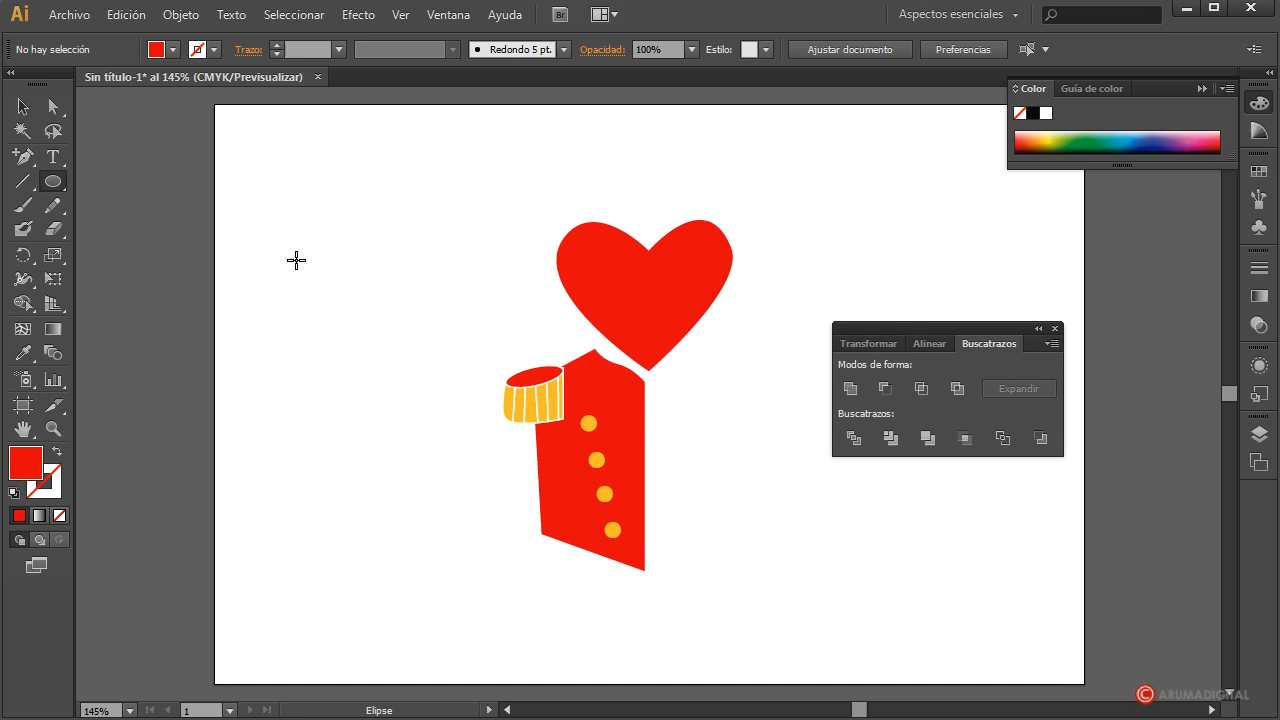 Ai Archivo Edición Objeto Texto Seleccionar Efecto Ver Ventana Ayuda Br Aspectos esenciales
No hay selección Trazo: Redondo 5 pt. Opacidad: 100% Estilo: Ajustar documento Preferencias
Sin título-1* al 145% (CMYK/Previsualizar)
Color Guía de color
Transformar Alinear Buscatrazos
Modos de forma:
Expandir
Buscatrazos:
© ARUMADIGITAL
145% 1 Elipse